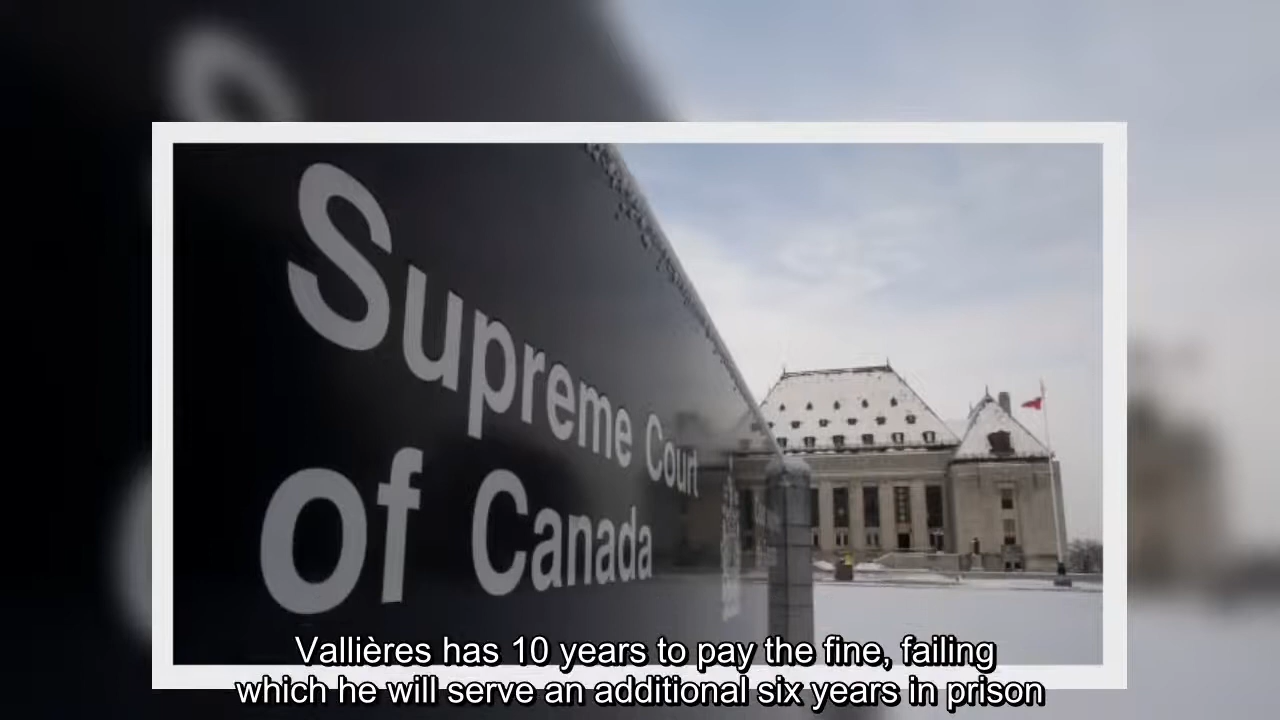 Supreme Court
of Canada
Vallières has 10 years to pay the fine, failing
which he will serve an additional six years in prison